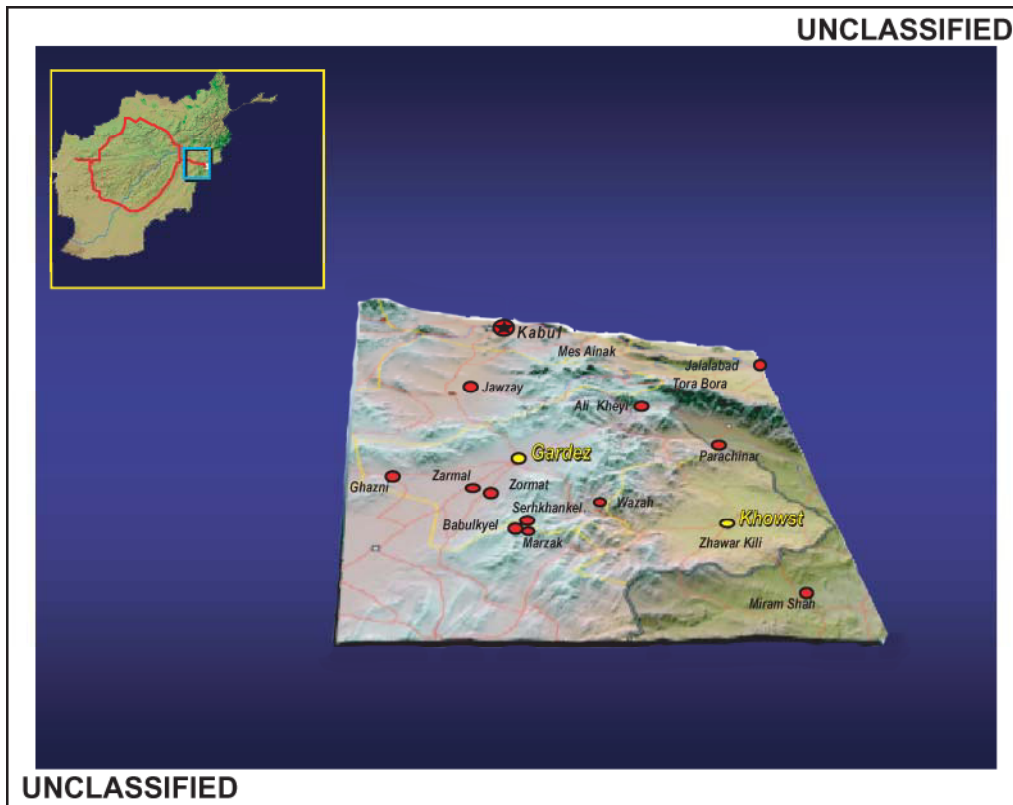 UNCLASSIFIED
Kabul
Mes Ainak
Jalalabad
Tora Bora
Jawzay
Ali Kheyl
Gardez
Parachinar
Ghazni
Zarmal
Zormat
Wazah
Serhkhankel
Khowst
Babulkyel
Marzak
Zhawar Kili
Miram Shah
UNCLASSIFIED